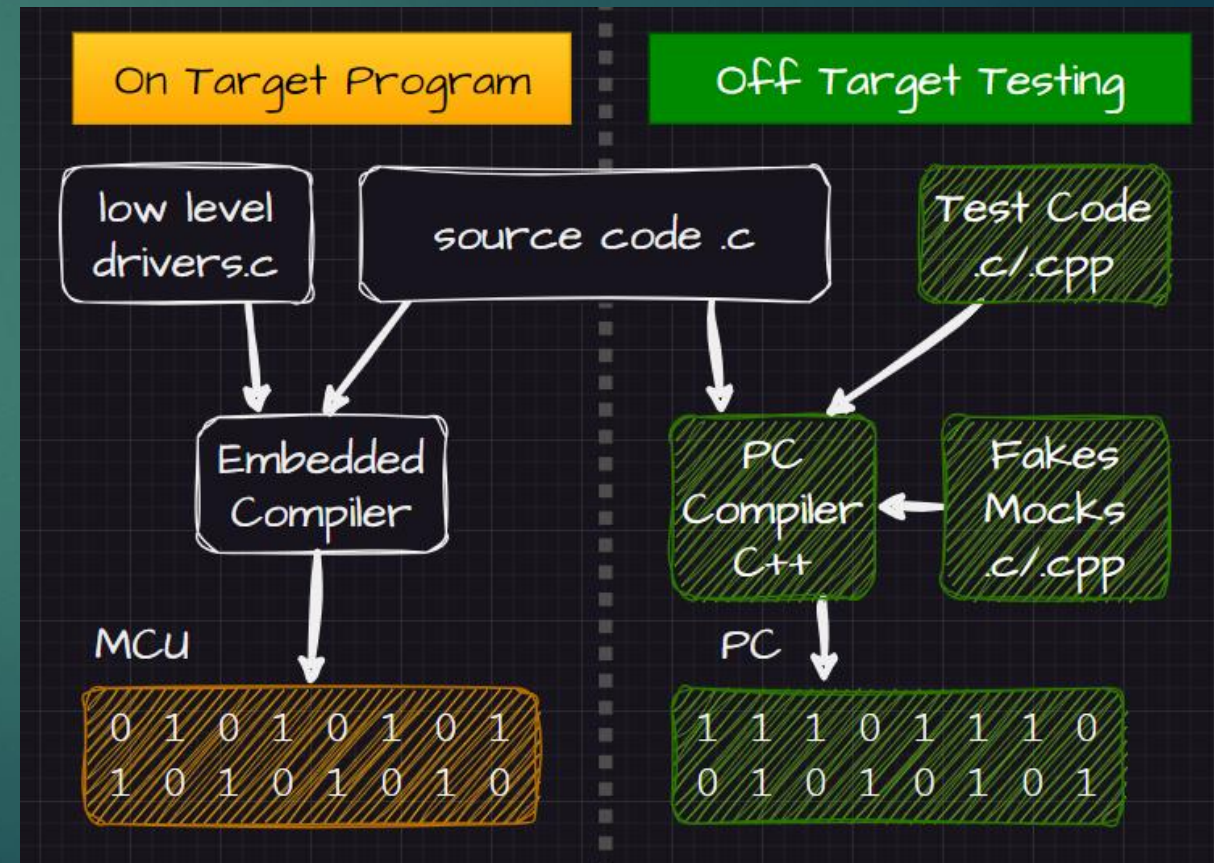 On Target Program
Off Target Testing
low level
drivers.c
source code .c
Test Code
.c/.cpp
Embedded
Compiler
PC
Compiler
C++
Fakes
Mocks
.c/.cpp
MCU
PC
0 1 0 1 0 1 0 1
1 0 1 0 1 0 1 0
1 1 1 0 1 1 1 0
0 1 0 1 0 1 0 1